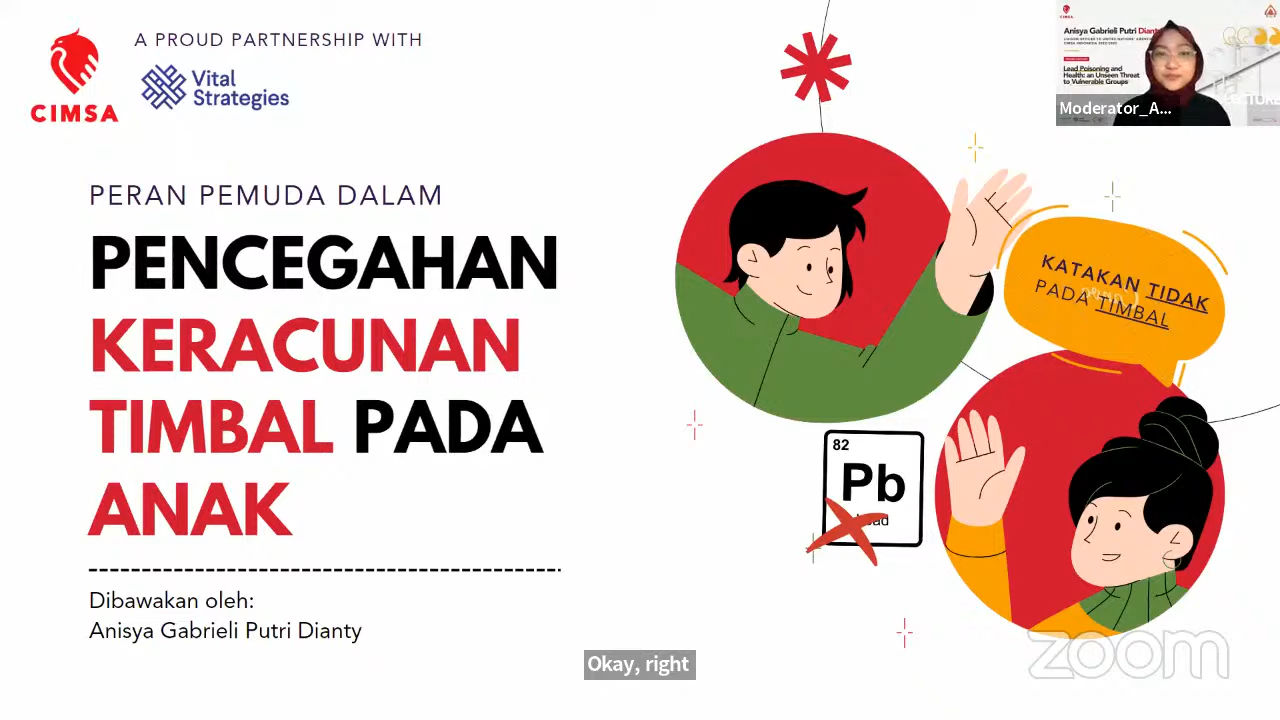 CIMSA
A PROUD PARTNERSHIP WITH
Vital
Strategies
PERAN PEMUDA DALAM
PENCEGAHAN
KERACUNAN
TIMBAL PADA
ANAK
Dibawakan oleh:
Anisya Gabrieli Putri Dianty
KATAKAN TIDAK
PADA TIMBAL
82
Pb
Anisya Gabrieli Putri Dianty
Lead Poisoning and
Health: an Unseen Threat
to Vulnerable Groups
Moderator_A...
Okay, right
zoom